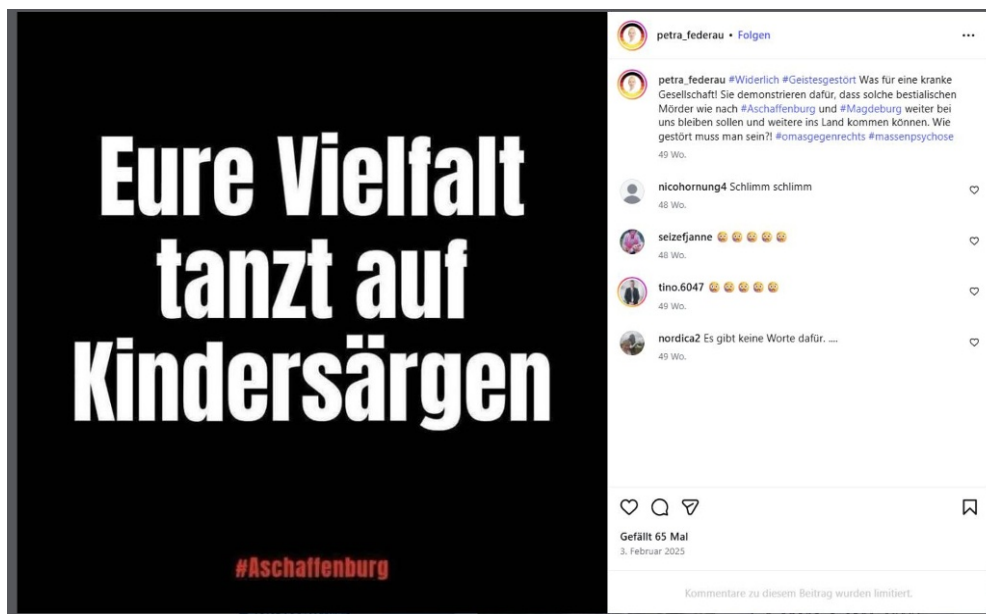 Eure Vielfalt
tanzt auf
Kindersärgen
#Aschaffenburg
petra_federau • Folgen
petra_federau #Widerlich #Geistesgestört Was für eine kranke
Gesellschaft! Sie demonstrieren dafür, dass solche bestialischen
Mörder wie nach #Aschaffenburg und #Magdeburg weiter bei
uns bleiben sollen und weitere ins Land kommen können. Wie
gestört muss man sein?! #omasgegenrechts #massenpsychose
49 Wo.
nicohornung4 Schlimm schlimm
48 Wo.
seizefjanne 😢😢😢😢😢
48 Wo.
tino.6047 😢😢😢😢😢
49 Wo.
nordica2 Es gibt keine Worte dafür. ....
49 Wo.
Gefällt 65 Mal
3. Februar 2025
Kommentare zu diesem Beitrag wurden limitiert.